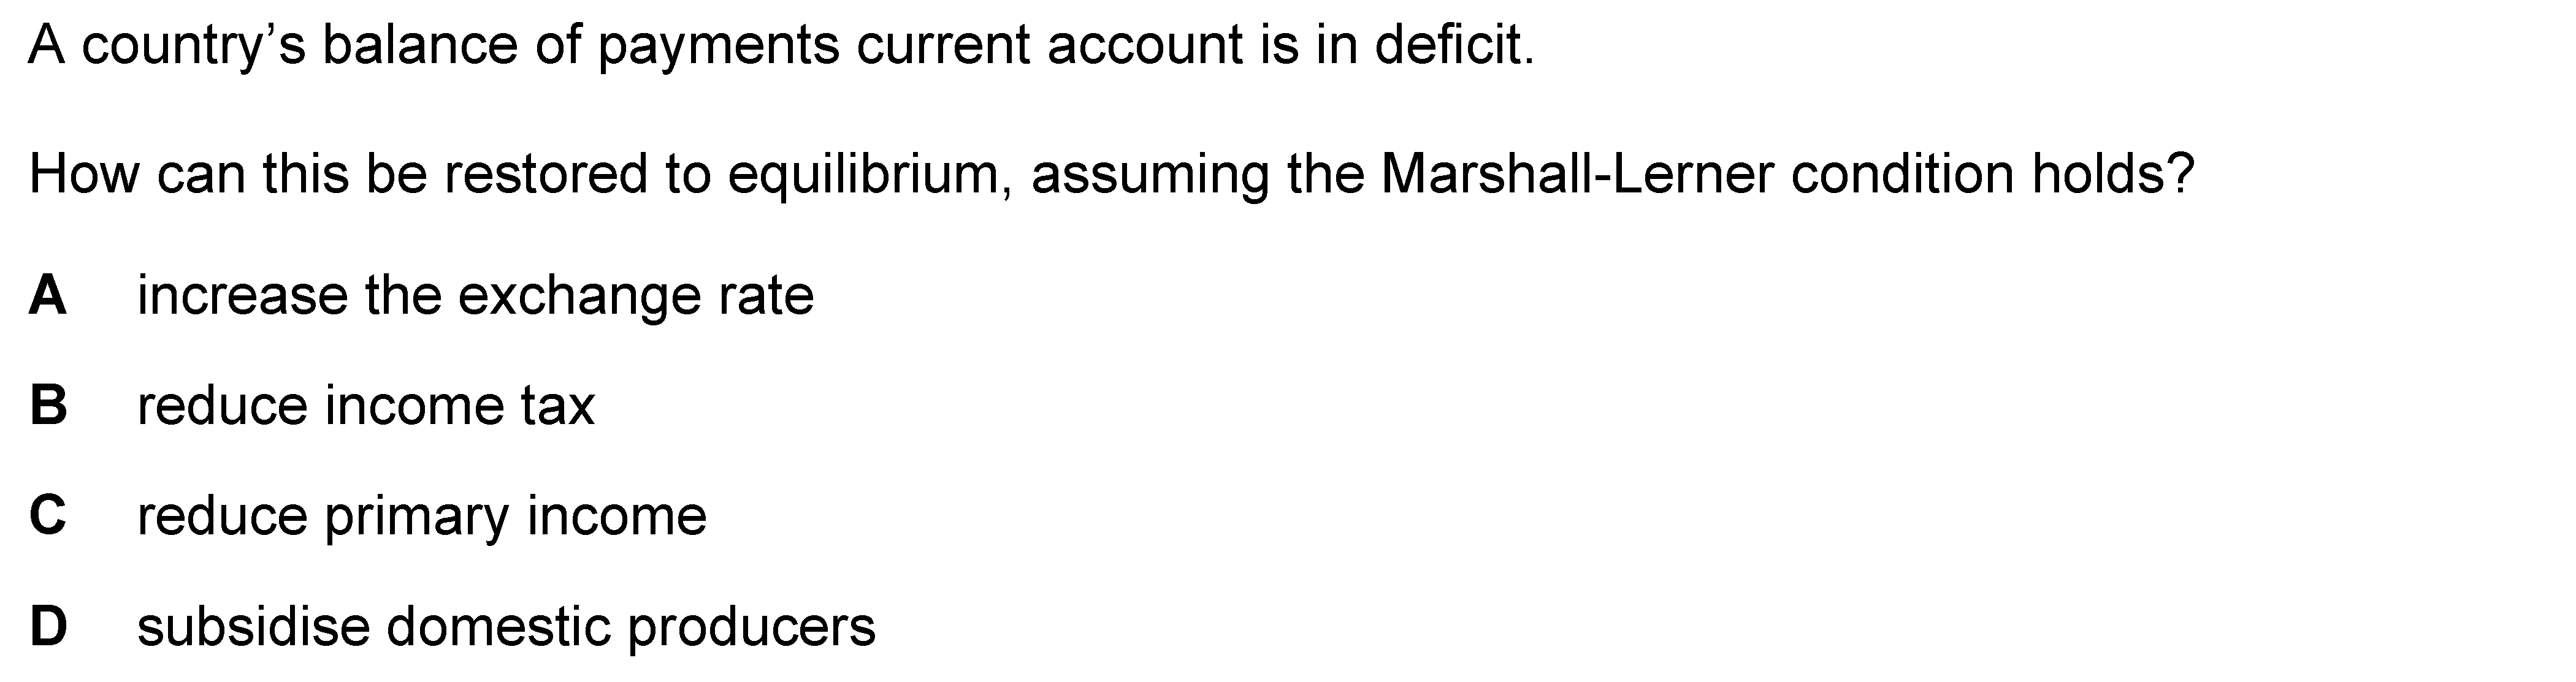 A country’s balance of payments current account is in deficit.
How can this be restored to equilibrium, assuming the Marshall-Lerner condition holds?
A increase the exchange rate
B reduce income tax
C reduce primary income
D subsidise domestic producers